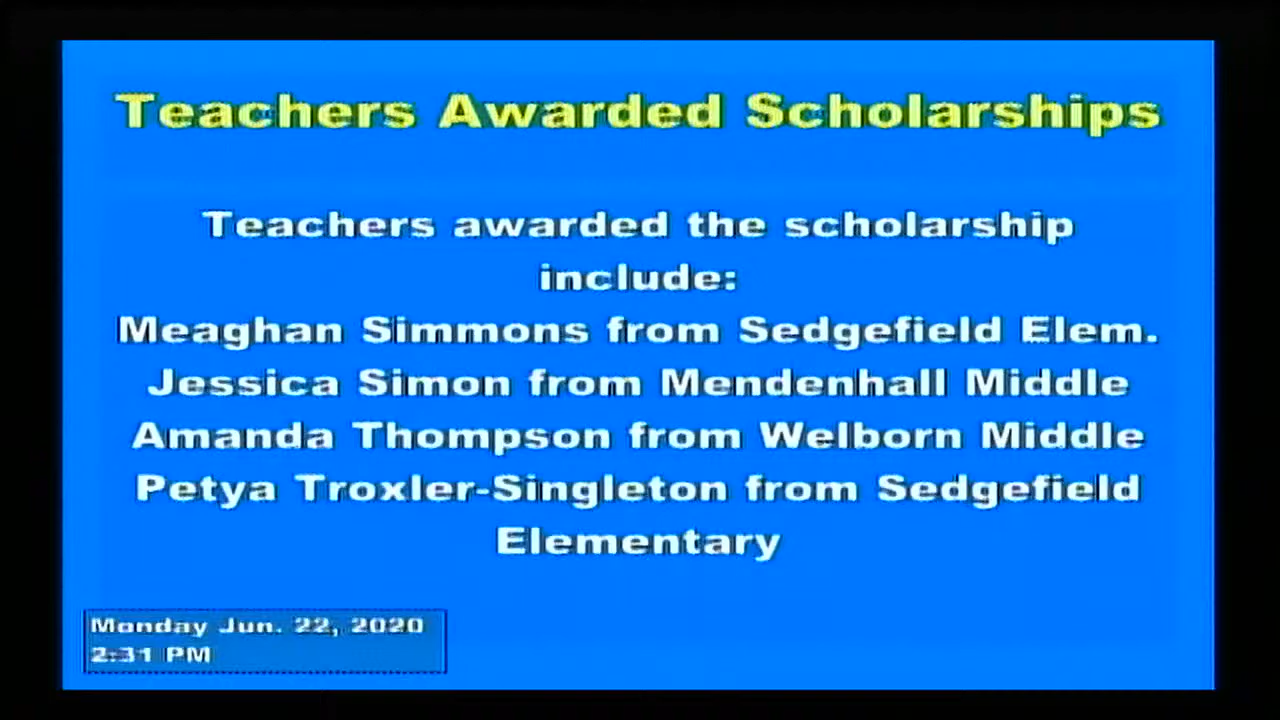 Teachers Awarded Scholarships
Teachers awarded the scholarship
include:
Meaghan Simmons from Sedgefield Elem.
Jessica Simon from Mendenhall Middle
Amanda Thompson from Welborn Middle
Petya Troxler-Singleton from Sedgefield
Elementary
Monday Jun. 22, 2020
2:31 PM